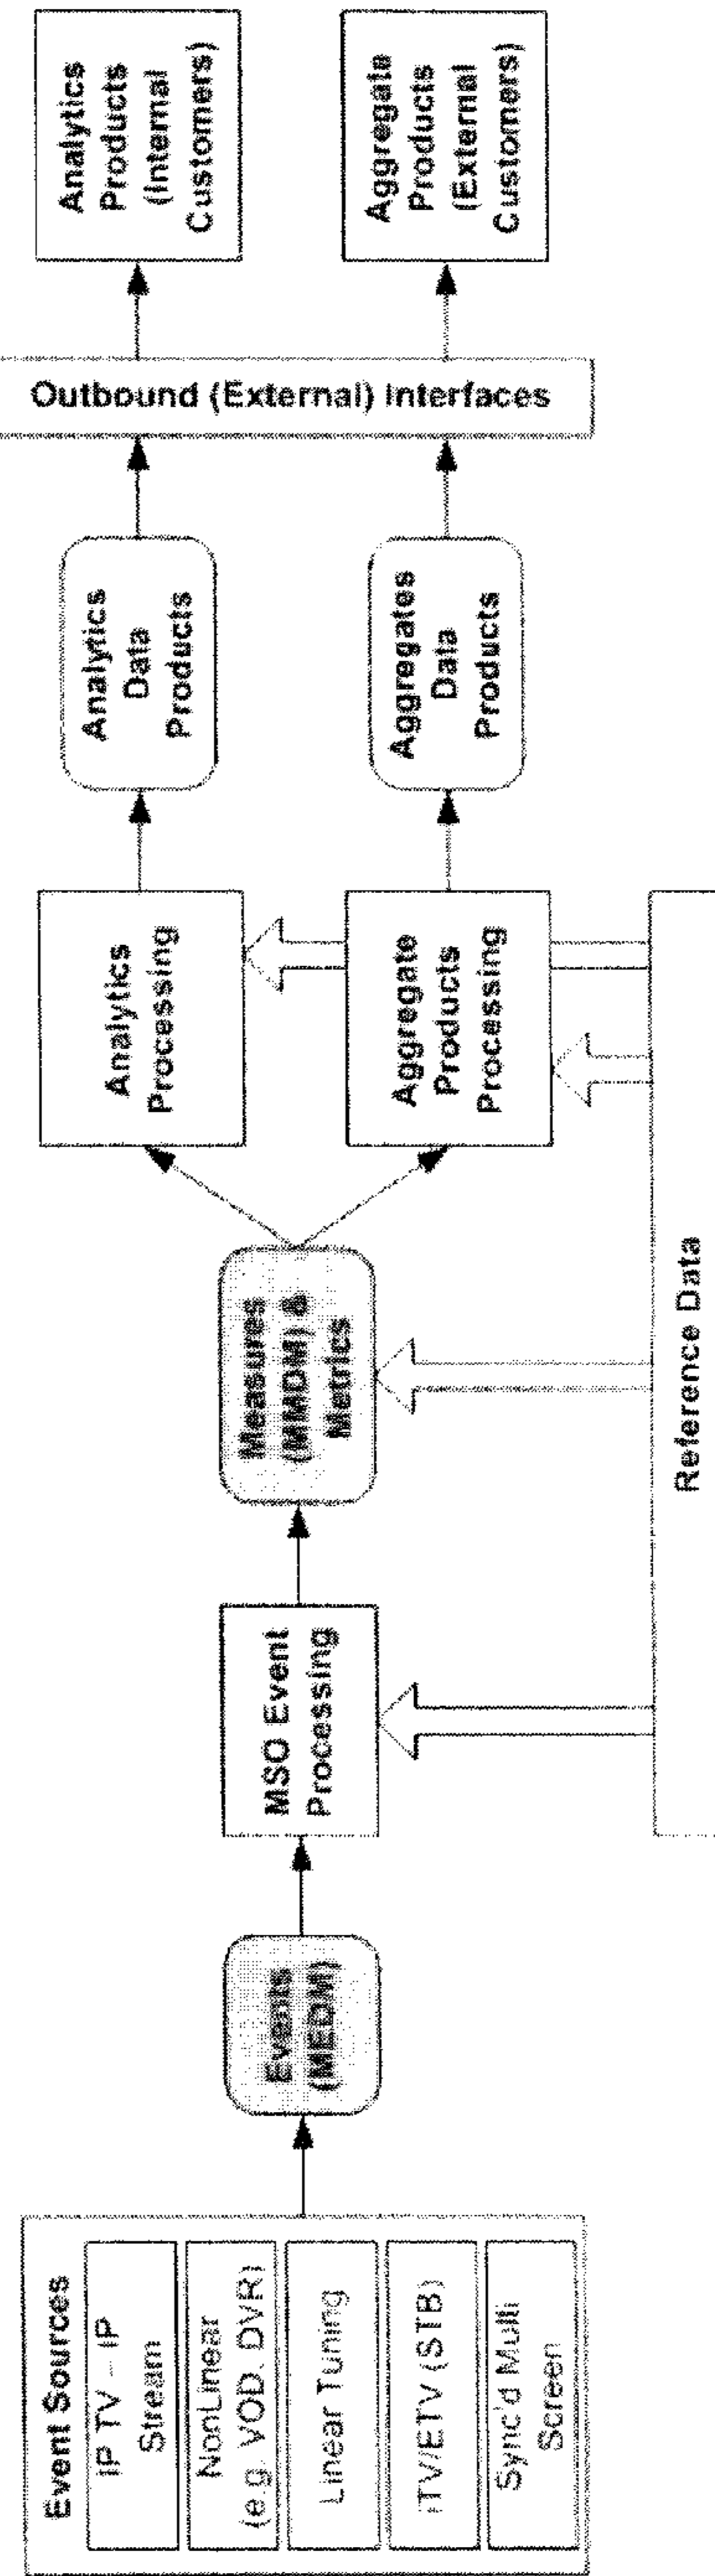 Event Sources
IP TV – IP
Stream
NonLinear
(e.g. VOD, DVR)
Linear Tuning
iTV/ETV (STB)
Sync'd Multi
Screen
Events
(MEDM)
MSO Event
Processing
Measures
(MMDM) &
Metrics
Analytics
Processing
Aggregate
Products
Processing
Analytics
Data
Products
Aggregates
Data
Products
Outbound (External) Interfaces
Analytics
Products
(Internal
Customers)
Aggregate
Products
(External
Customers)
Reference Data